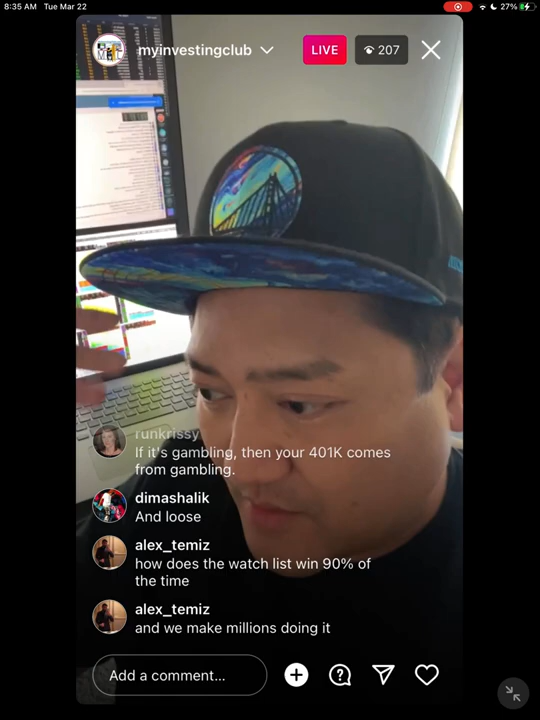 8:35 AM Tue Mar 22
27%
myinvestingclub
LIVE
207
runkrissy
If it's gambling, then your 401K comes
from gambling.
dimashalik
And loose
alex_temiz
how does the watch list win 90% of
the time
alex_temiz
and we make millions doing it
Add a comment...